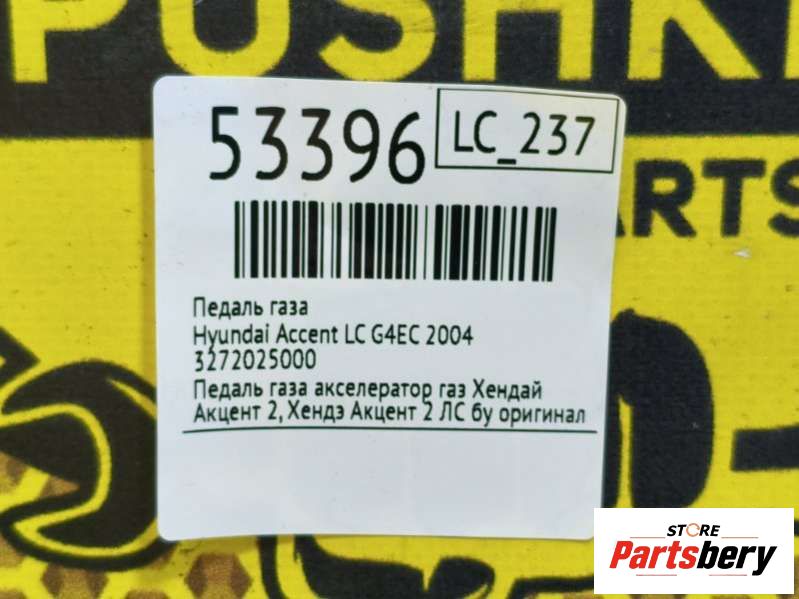 PUSHK
ARTS
53396
LC_237
Педаль газа
Hyundai Accent LC G4EC 2004
3272025000
Педаль газа акселератор газ Хендай
Акцент 2, Хендэ Акцент 2 ЛС бу оригинал
STORE
Partsbery